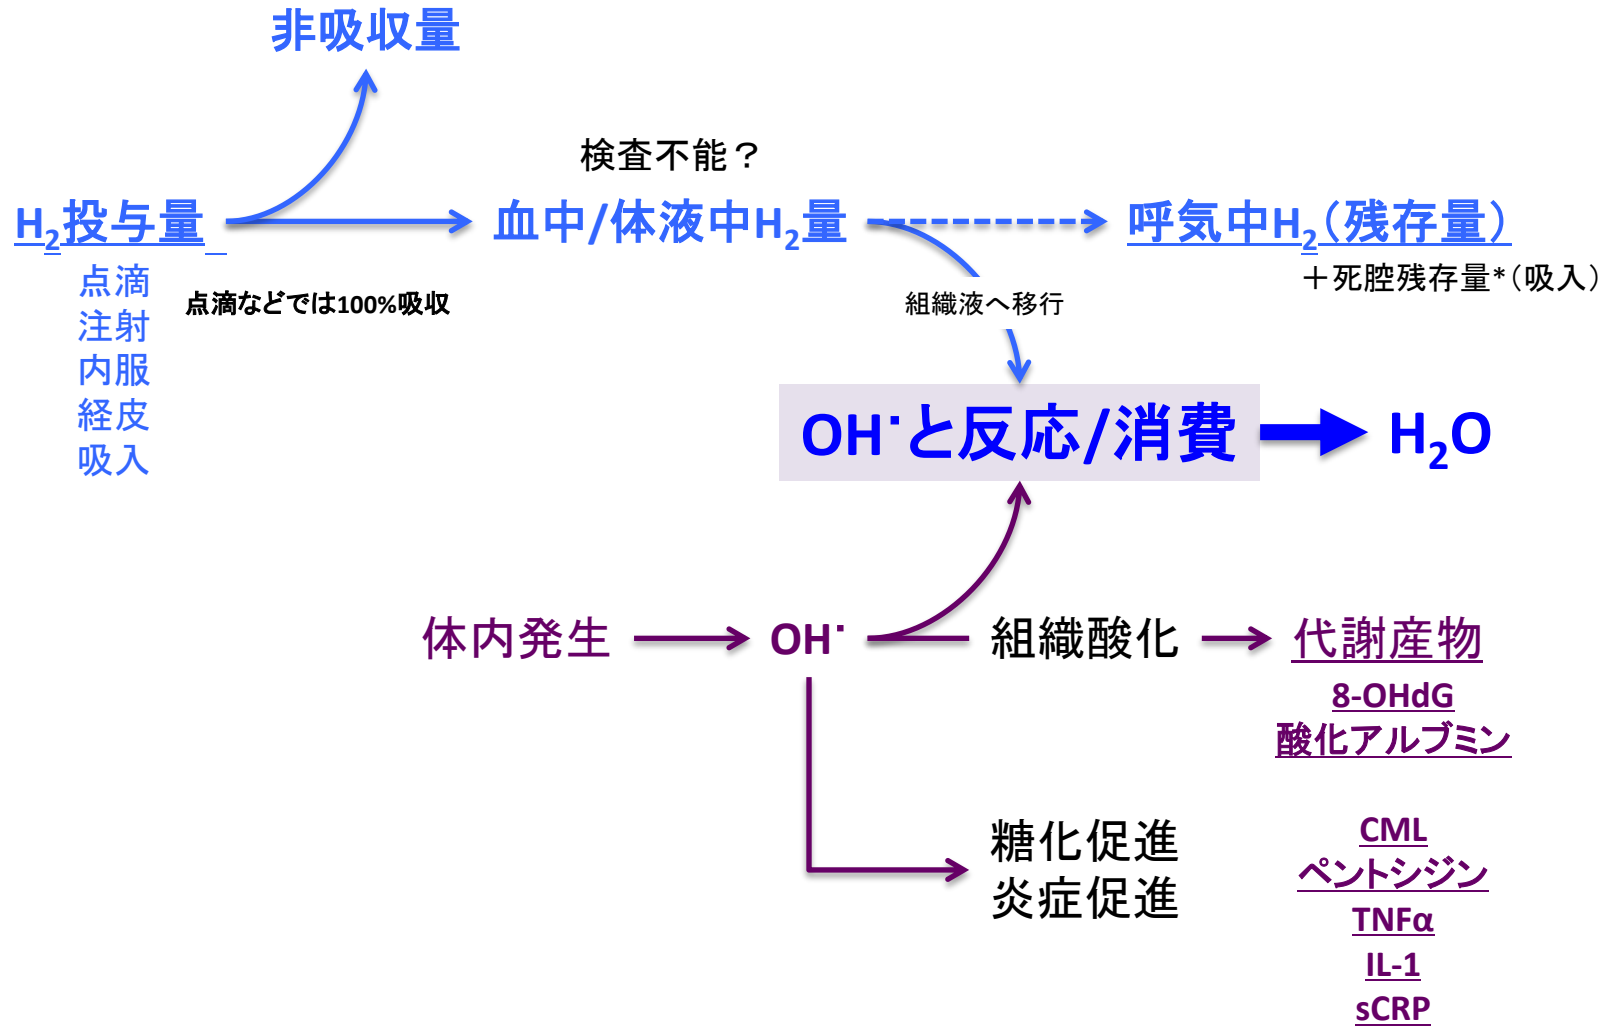 非吸収量
検査不能？
H₂投与量
血中/体液中H₂量
呼気中H₂（残存量）
＋死腔残存量*（吸入）
点滴
注射
内服
経皮
吸入
点滴などでは100%吸収
組織液へ移行
OH･と反応/消費
H₂O
体内発生
OH･
組織酸化
代謝産物
8-OHdG
酸化アルブミン
糖化促進
炎症促進
CML
ペントシジン
TNFα
IL-1
sCRP